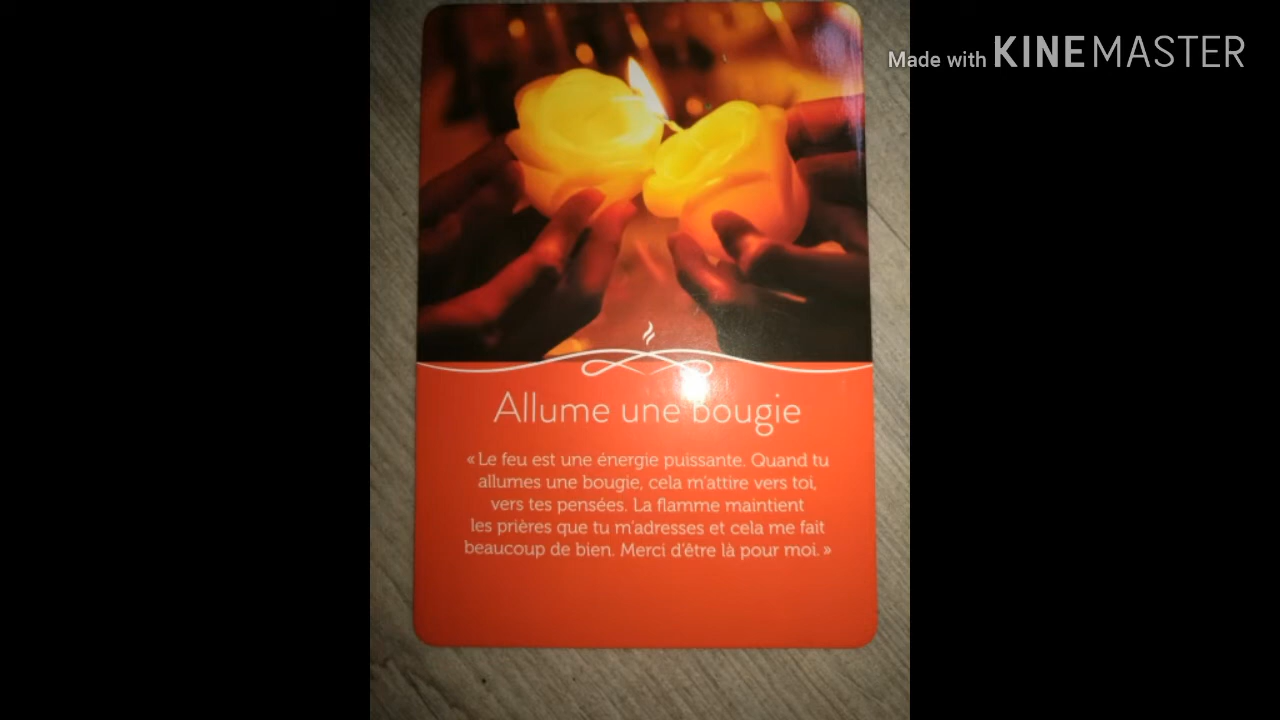 Made with KINEMASTER
Allume une bougie
« Le feu est une énergie puissante. Quand tu
allumes une bougie, cela m'attire vers toi,
vers tes pensées. La flamme maintient
les prières que tu m'adresses et cela me fait
beaucoup de bien. Merci d'être là pour moi. »